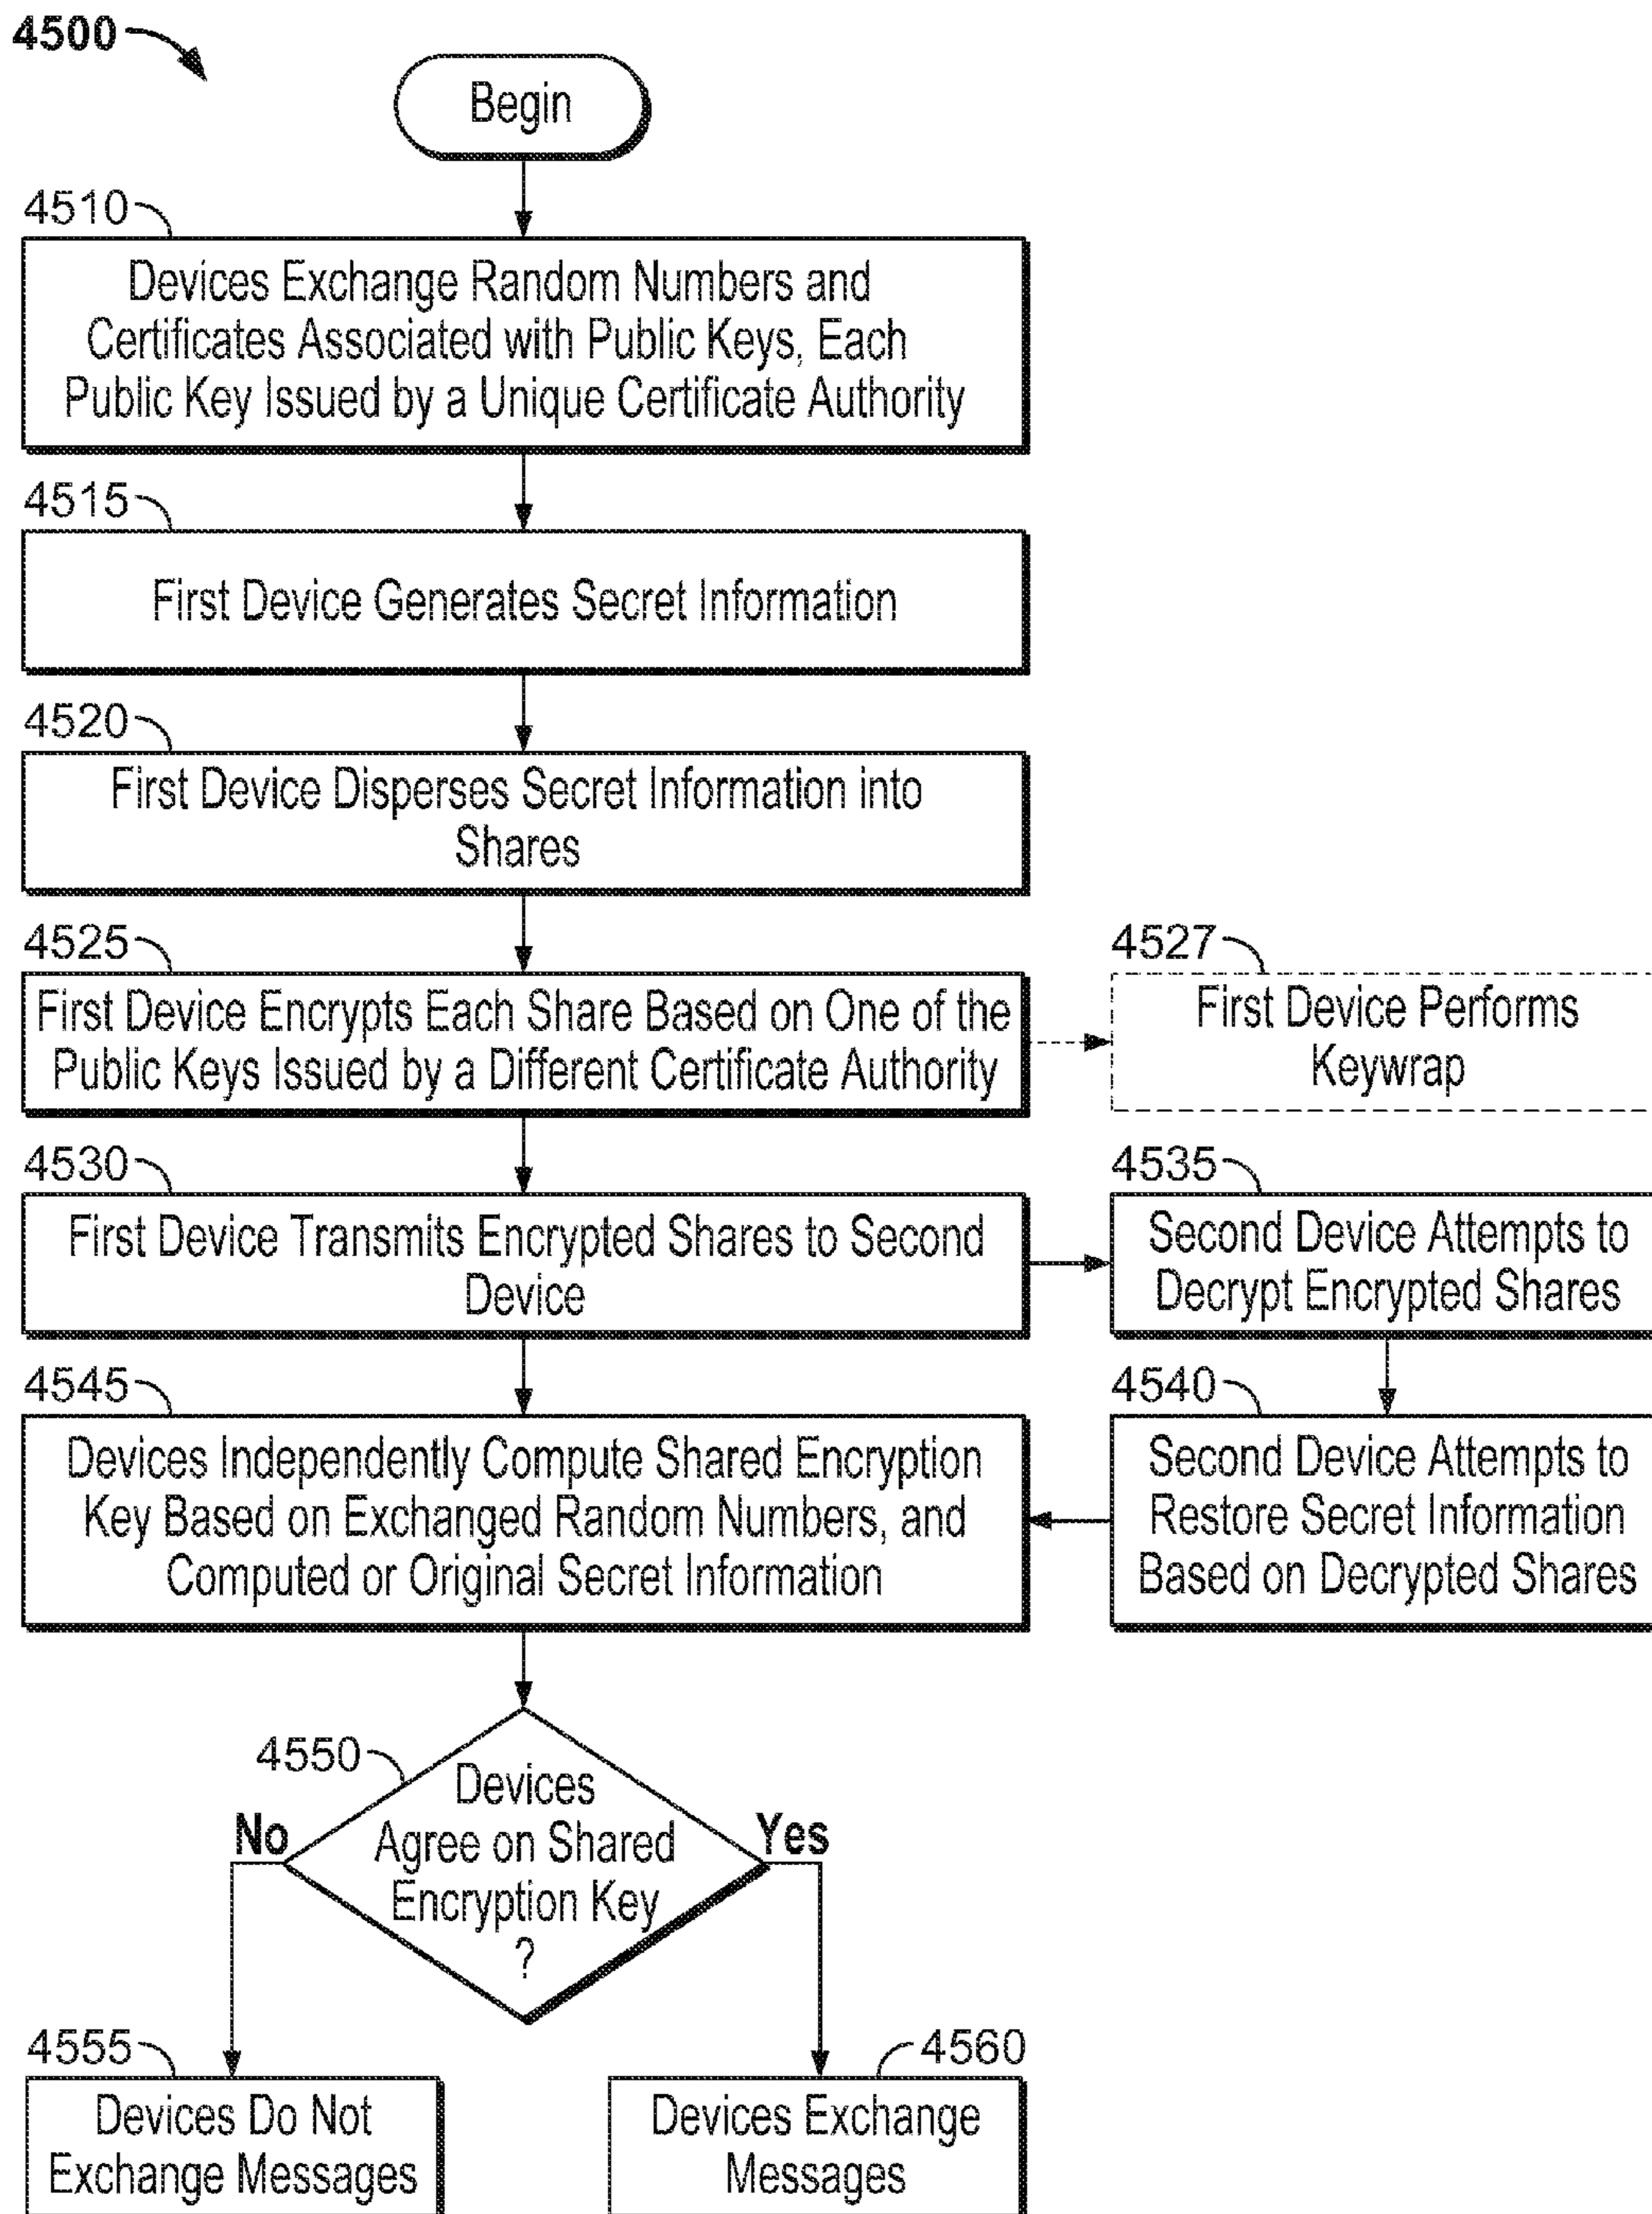 4500
Begin
4510
Devices Exchange Random Numbers and
Certificates Associated with Public Keys, Each
Public Key Issued by a Unique Certificate Authority
4515
First Device Generates Secret Information
4520
First Device Disperses Secret Information into
Shares
4525
First Device Encrypts Each Share Based on One of the
Public Keys Issued by a Different Certificate Authority
4527
First Device Performs
Keywrap
4530
First Device Transmits Encrypted Shares to Second
Device
4535
Second Device Attempts to
Decrypt Encrypted Shares
4540
Second Device Attempts to
Restore Secret Information
Based on Decrypted Shares
4545
Devices Independently Compute Shared Encryption
Key Based on Exchanged Random Numbers, and
Computed or Original Secret Information
4550
Devices
Agree on Shared
Encryption Key
?
No
Yes
4555
Devices Do Not
Exchange Messages
4560
Devices Exchange
Messages